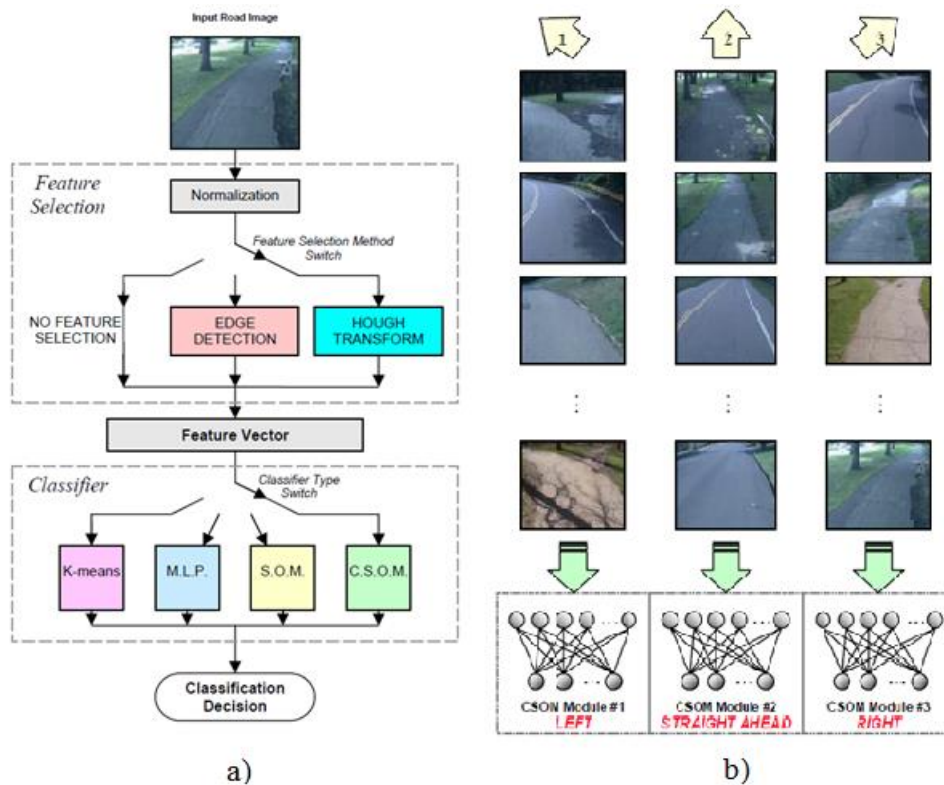 Input Road Image
Feature
Selection
Normalization
Feature Selection Method
Switch
NO FEATURE
SELECTION
EDGE
DETECTION
HOUGH
TRANSFORM
Feature Vector
Classifier
Classifier Type
Switch
K-means
M.L.P.
S.O.M.
C.S.O.M.
Classification
Decision
a)
1
2
3
CSOM Module #1
LEFT
CSOM Module #2
STRAIGHT AHEAD
CSOM Module #3
RIGHT
b)